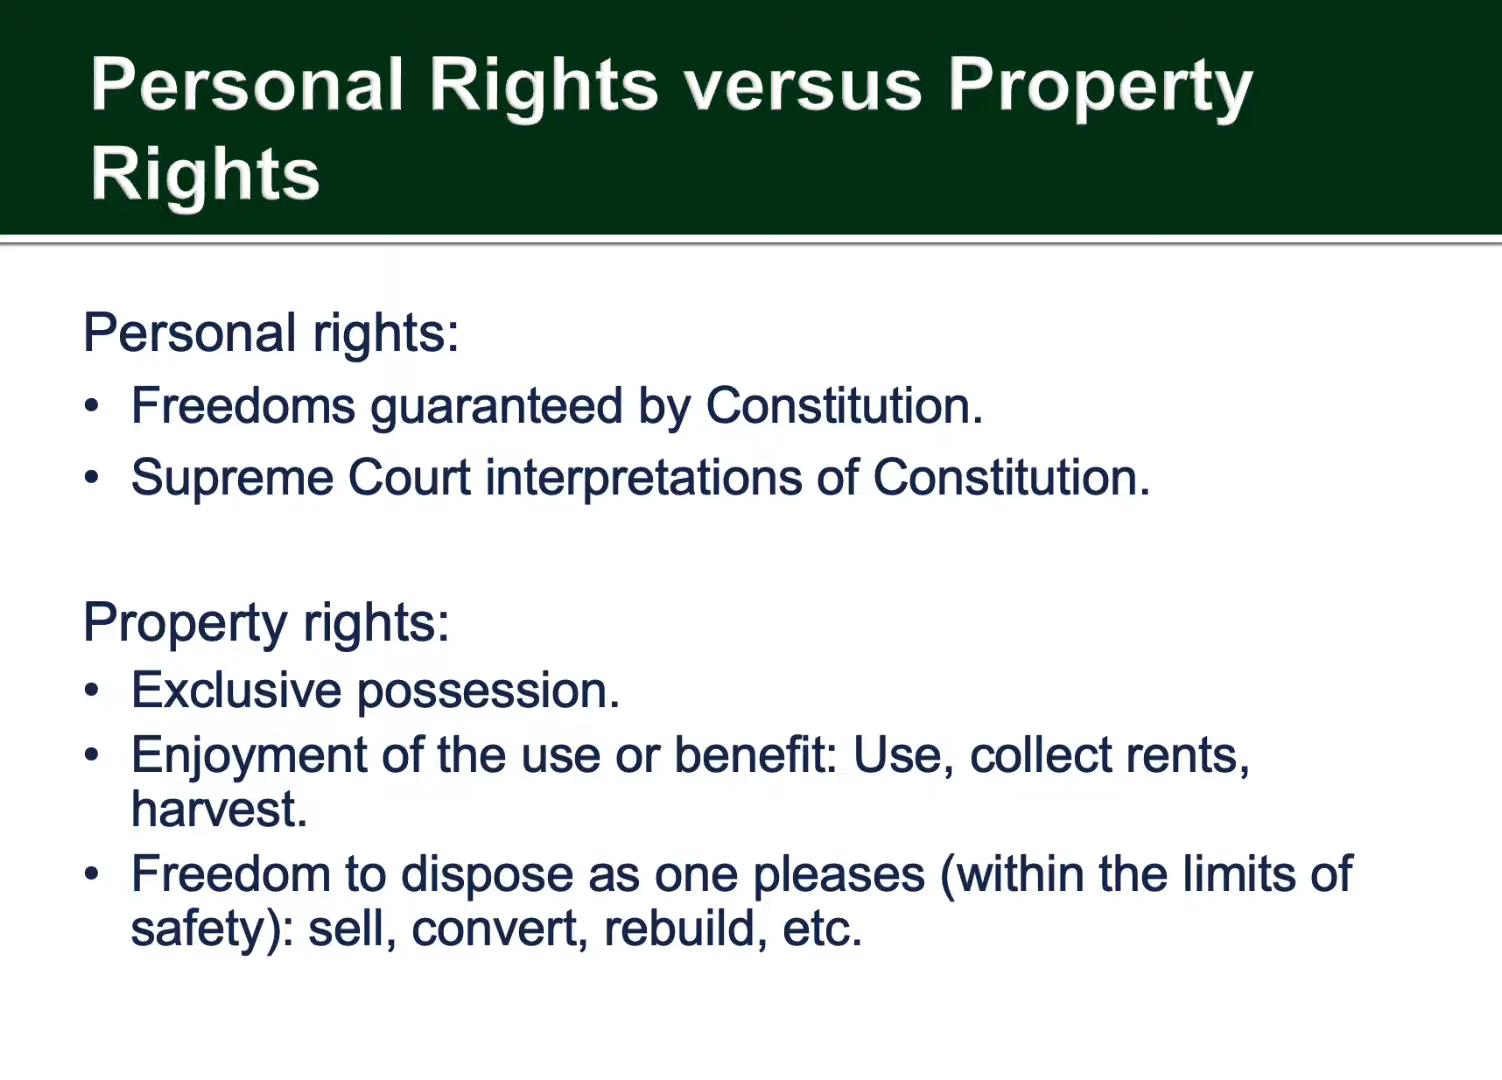 Personal Rights versus Property
Rights
Personal rights:
• Freedoms guaranteed by Constitution.
• Supreme Court interpretations of Constitution.
Property rights:
• Exclusive possession.
• Enjoyment of the use or benefit: Use, collect rents,
harvest.
• Freedom to dispose as one pleases (within the limits of
safety): sell, convert, rebuild, etc.